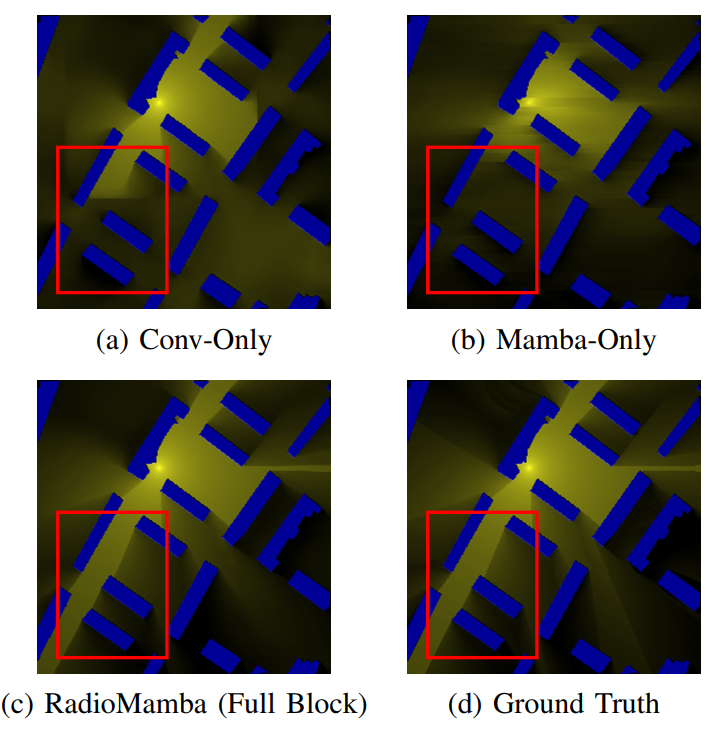 (a) Conv-Only
(b) Mamba-Only
(c) RadioMamba (Full Block)
(d) Ground Truth